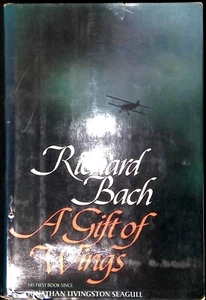 Richard
Bach
A Gift of
Wings
HIS FIRST BOOK SINCE
JONATHAN LIVINGSTON SEAGULL